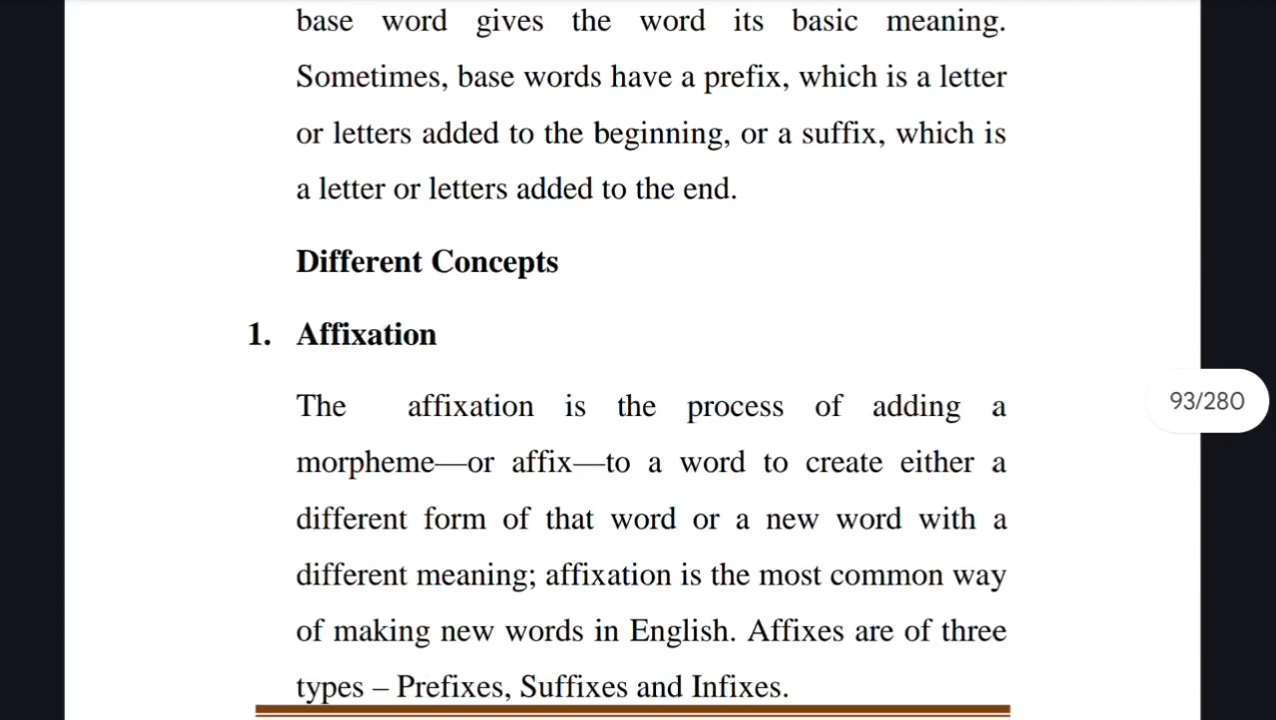 base word gives the word its basic meaning.
Sometimes, base words have a prefix, which is a letter
or letters added to the beginning, or a suffix, which is
a letter or letters added to the end.
Different Concepts
1. Affixation
The affixation is the process of adding a
morpheme—or affix—to a word to create either a
different form of that word or a new word with a
different meaning; affixation is the most common way
of making new words in English. Affixes are of three
types – Prefixes, Suffixes and Infixes.
93/280